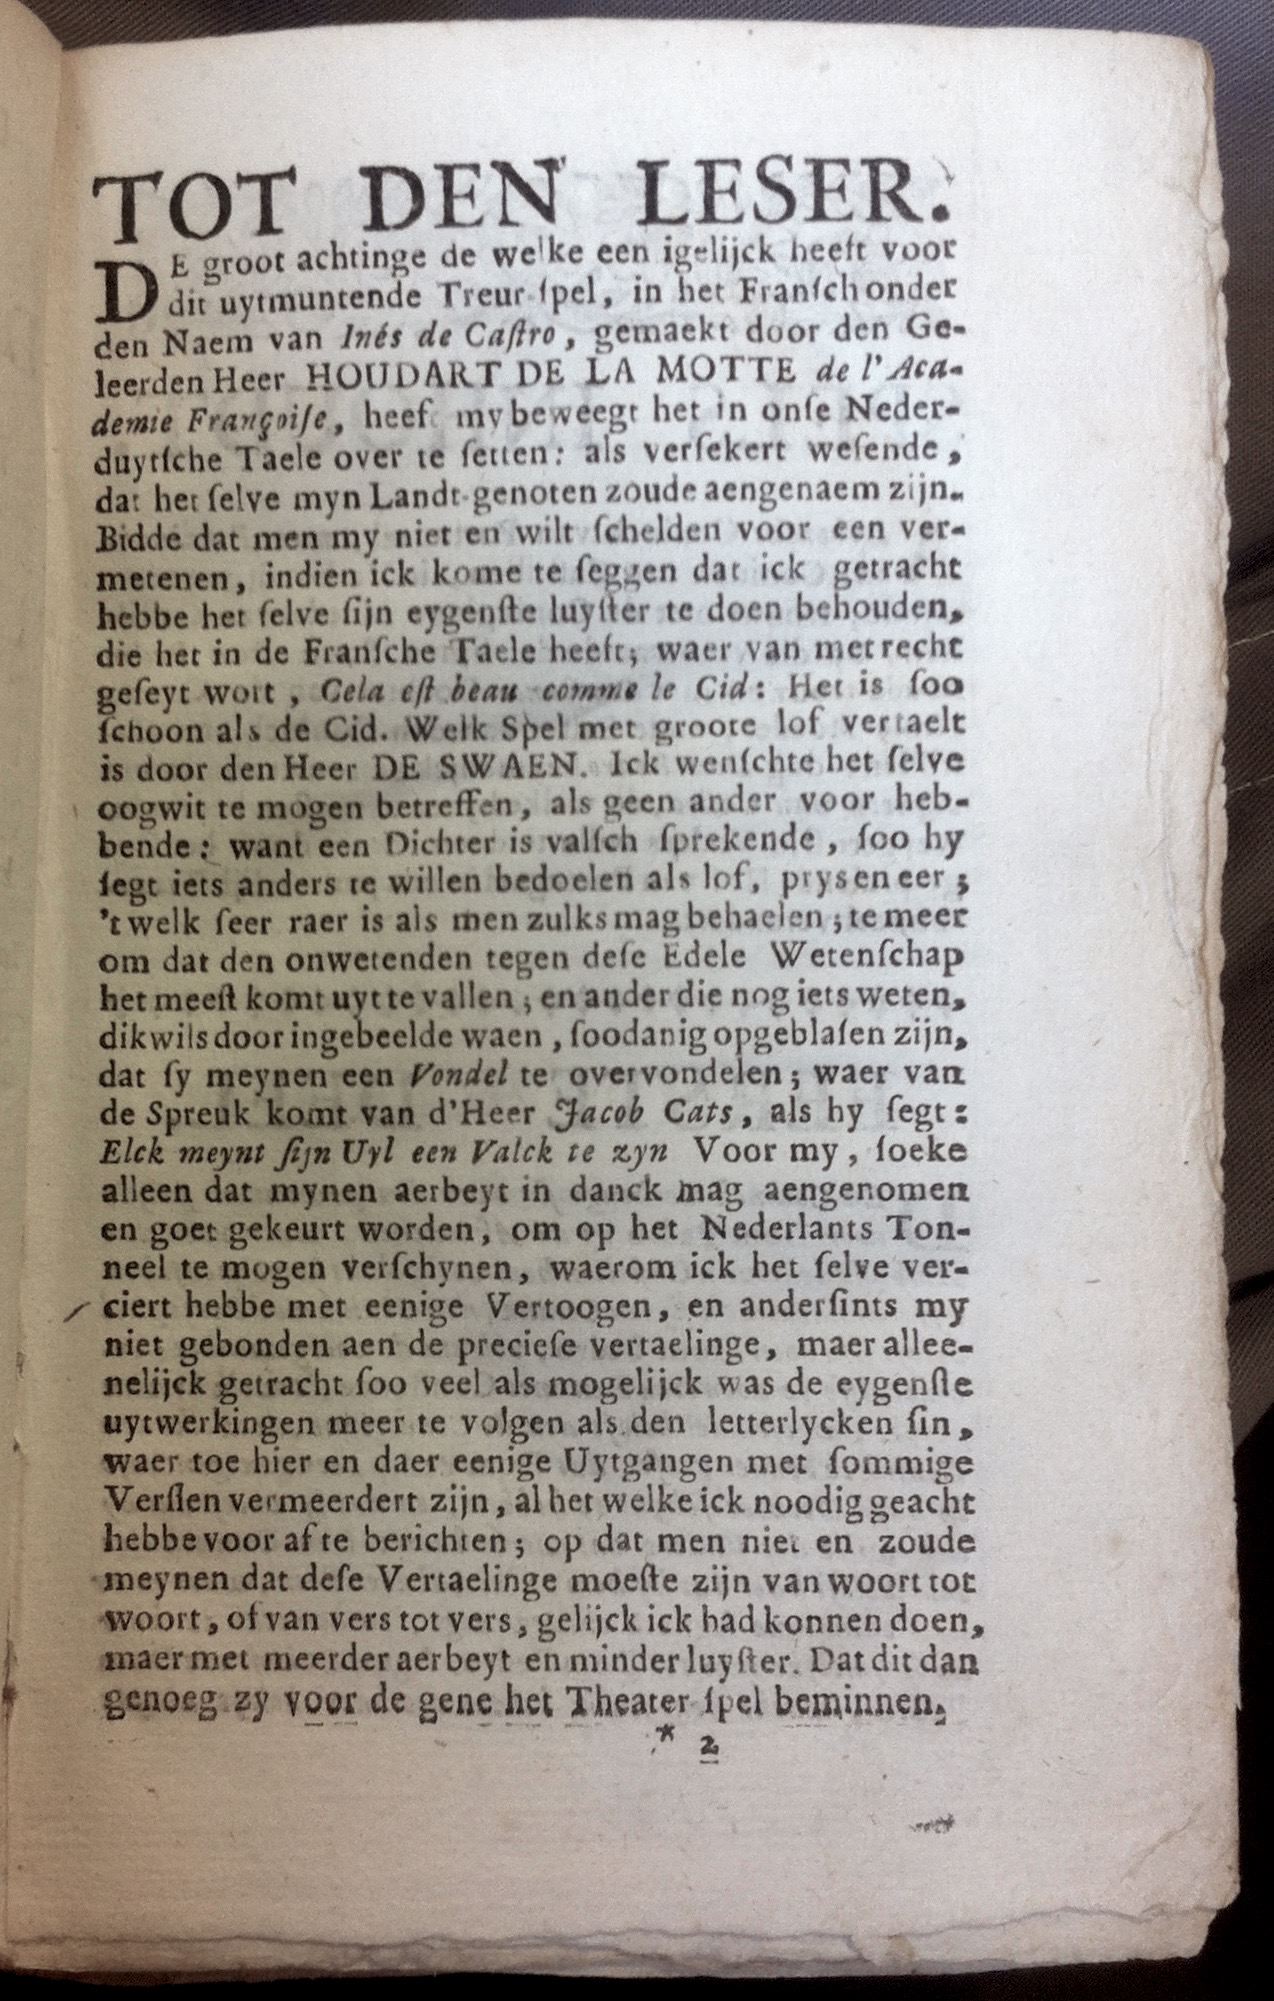 TOT DEN LESER.
DE groot achtinge de welke een igelijck heeft voor
dit uytmuntende Treur-ſpel, in het Franſch onder
den Naem van Inés de Caſtro, gemaekt door den Ge-
leerden Heer HOUDART DE LA MOTTE de l'Aca-
demie Françoiſe, heeft my beweegt het in onſe Neder-
duytſche Taele over te ſetten: als verſekert weſende,
dat het ſelve myn Landt-genoten zoude aengenaem zijn.
Bidde dat men my niet en wilt ſchelden voor een ver-
metenen, indien ick kome te ſeggen dat ick getracht
hebbe het ſelve ſijn eygenſte luyſter te doen behouden,
die het in de Franſche Taele heeft; waer van met recht
geſeyt wort, Cela eſt beau comme le Cid: Het is ſoo
ſchoon als de Cid. Welk Spel met groote lof vertaelt
is door den Heer DE SWAEN. Ick wenſchte het ſelve
oogwit te mogen betreffen, als geen ander voor heb-
bende: want een Dichter is valſch ſprekende, ſoo hy
ſegt iets anders te willen bedoelen als lof, prys en eer;
't welk ſeer raer is als men zulks mag behaelen; te meer
om dat den onwetenden tegen deſe Edele Wetenſchap
het meeſt komt uyt te vallen; en ander die nog iets weten,
dikwils door ingebeelde waen, ſoodanig opgeblaſen zijn,
dat ſy meynen een Vondel te overvondelen; waer van
de Spreuk komt van d'Heer Jacob Cats, als hy ſegt:
Elck meynt ſijn Uyl een Valck te zyn Voor my, ſoeke
alleen dat mynen aerbeyt in danck mag aengenomen
en goet gekeurt worden, om op het Nederlants Ton-
neel te mogen verſchynen, waerom ick het ſelve ver-
ciert hebbe met eenige Vertoogen, en anderſints my
niet gebonden aen de precieſe vertaelinge, maer allee-
nelijck getracht ſoo veel als mogelijck was de eygenſte
uytwerkingen meer te volgen als den letterlycken ſin,
waer toe hier en daer eenige Uytgangen met ſommige
Verſſen vermeerdert zijn, al het welke ick noodig geacht
hebbe voor af te berichten; op dat men niet en zoude
meynen dat deſe Vertaelinge moeſte zijn van woort tot
woort, of van vers tot vers, gelijck ick had konnen doen,
maer met meerder aerbeyt en minder luyſter. Dat dit dan
genoeg zy voor de gene het Theater-ſpel beminnen.
* 2